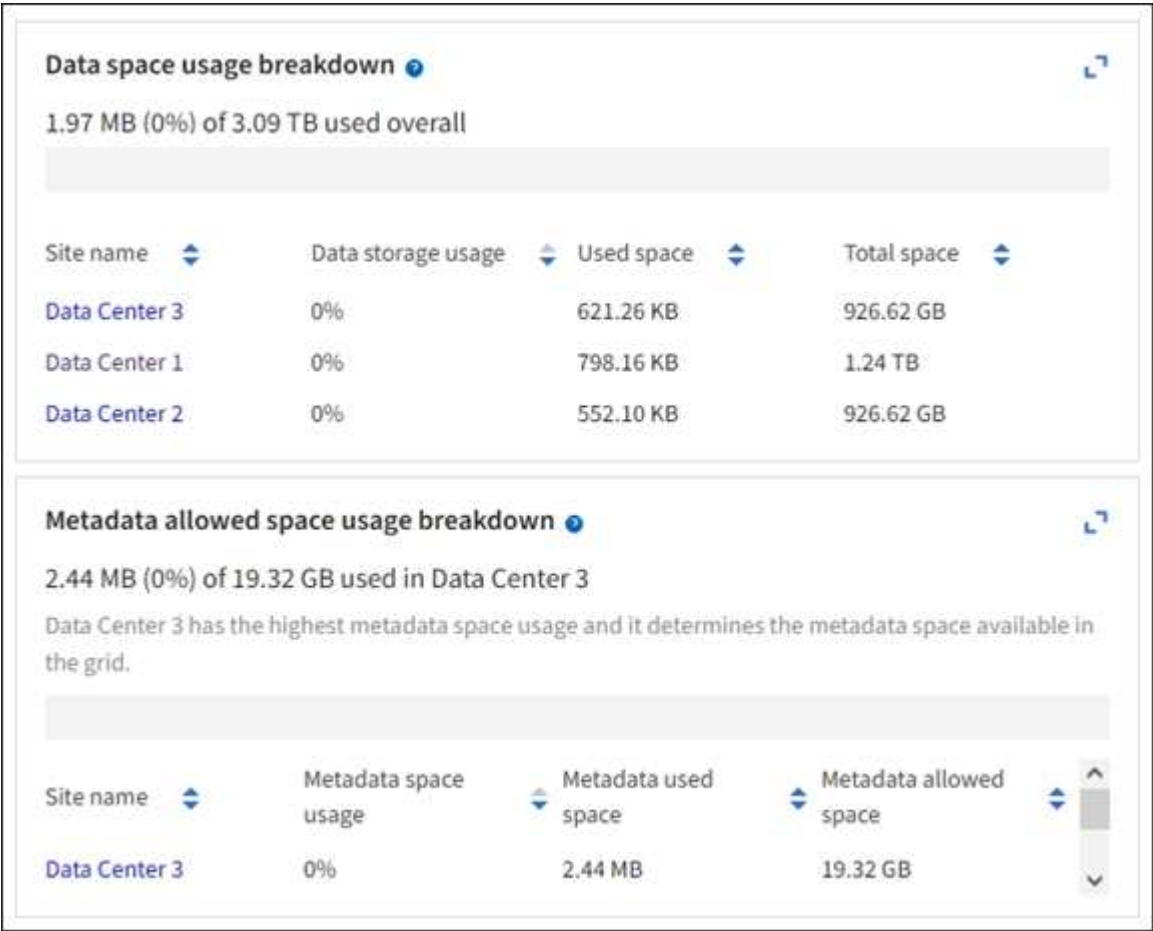 Data space usage breakdown
1.97 MB (0%) of 3.09 TB used overall
Site name Data storage usage Used space Total space
Data Center 3 0% 621.26 KB 926.62 GB
Data Center 1 0% 798.16 KB 1.24 TB
Data Center 2 0% 552.10 KB 926.62 GB
Metadata allowed space usage breakdown
2.44 MB (0%) of 19.32 GB used in Data Center 3
Data Center 3 has the highest metadata space usage and it determines the metadata space available in
the grid.
Site name Metadata space usage Metadata used space Metadata allowed space
Data Center 3 0% 2.44 MB 19.32 GB